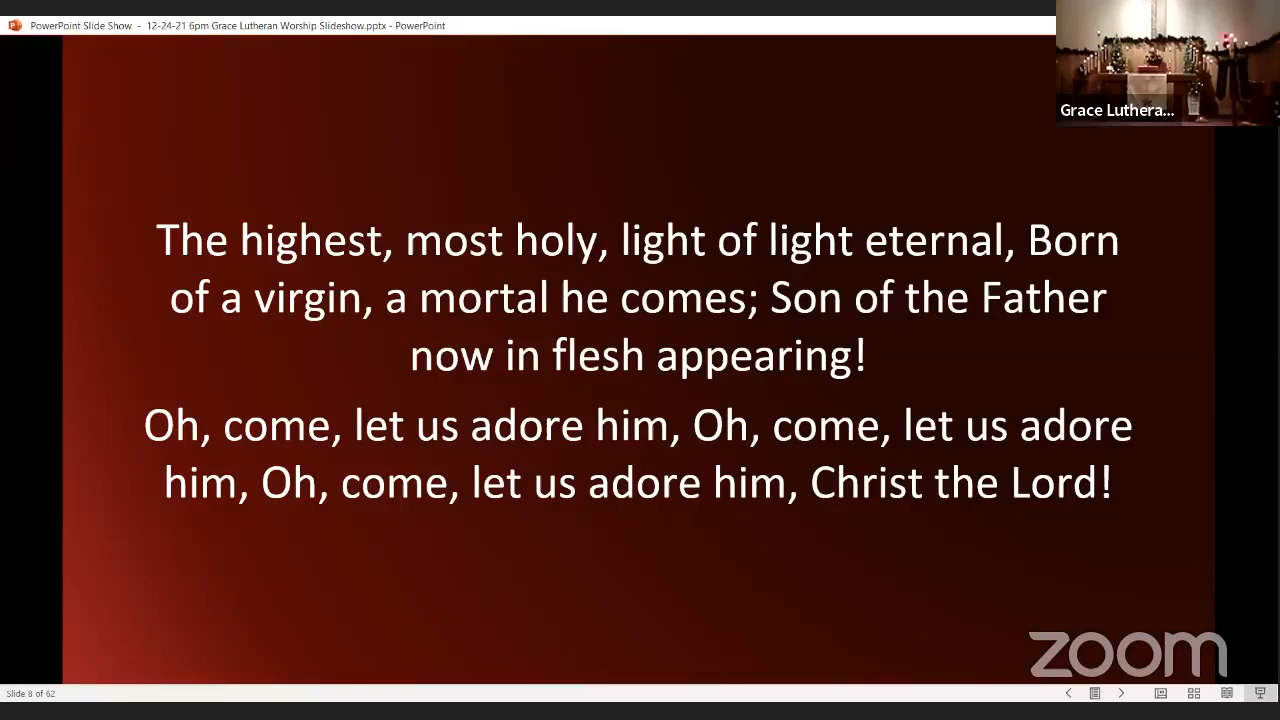 PowerPoint Slide Show - 12-24-21 6pm Grace Lutheran Worship Slideshow.pptx - PowerPoint
Grace Luthera...
The highest, most holy, light of light eternal, Born
of a virgin, a mortal he comes; Son of the Father
now in flesh appearing!
Oh, come, let us adore him, Oh, come, let us adore
him, Oh, come, let us adore him, Christ the Lord!
zoom
Slide 8 of 62